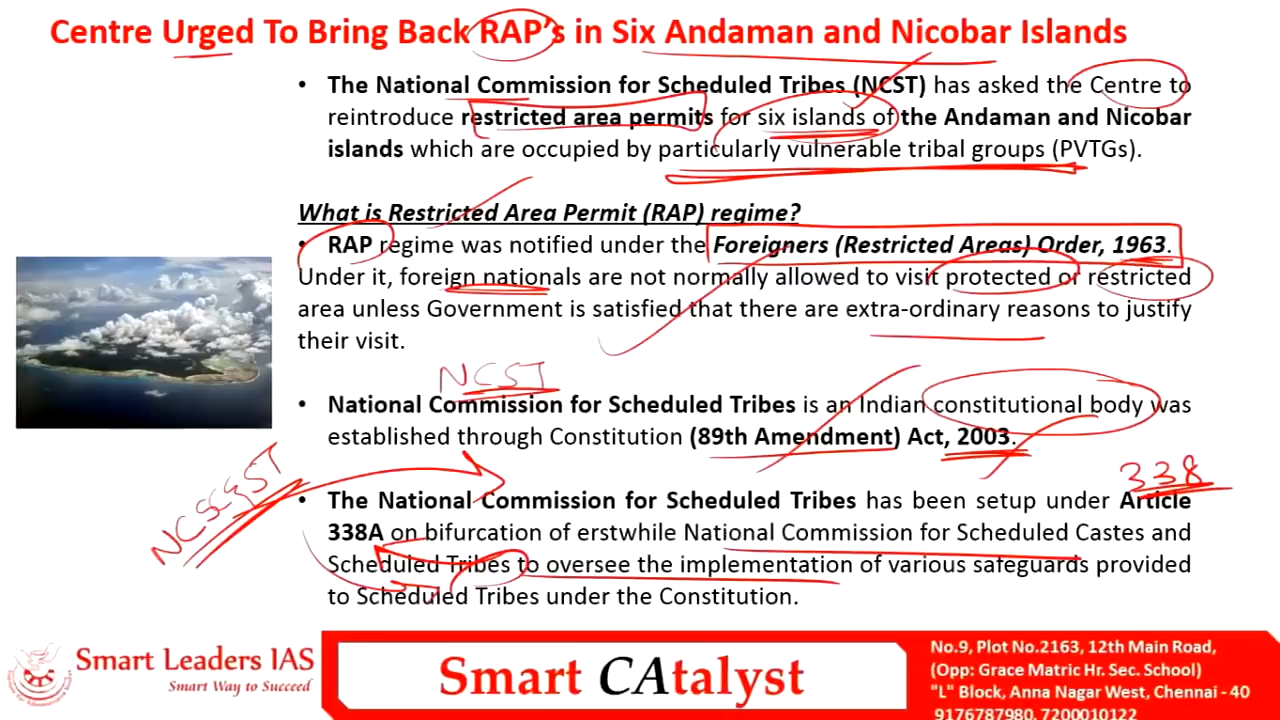 Centre Urged To Bring Back RAP's in Six Andaman and Nicobar Islands
• The National Commission for Scheduled Tribes (NCST) has asked the Centre to
reintroduce restricted area permits for six islands of the Andaman and Nicobar
islands which are occupied by particularly vulnerable tribal groups (PVTGs).
What is Restricted Area Permit (RAP) regime?
• RAP regime was notified under the Foreigners (Restricted Areas) Order, 1963.
Under it, foreign nationals are not normally allowed to visit protected or restricted
area unless Government is satisfied that there are extra-ordinary reasons to justify
their visit.
NCST
• National Commission for Scheduled Tribes is an Indian constitutional body was
established through Constitution (89th Amendment) Act, 2003.
338
• The National Commission for Scheduled Tribes has been setup under Article
338A on bifurcation of erstwhile National Commission for Scheduled Castes and
Scheduled Tribes to oversee the implementation of various safeguards provided
to Scheduled Tribes under the Constitution.
Smart Leaders IAS
Smart Way to Succeed
Smart CAtalyst
No.9, Plot No.2163, 12th Main Road,
(Opp: Grace Matric Hr. Sec. School)
"L" Block, Anna Nagar West, Chennai - 40
9176787980, 7200010122